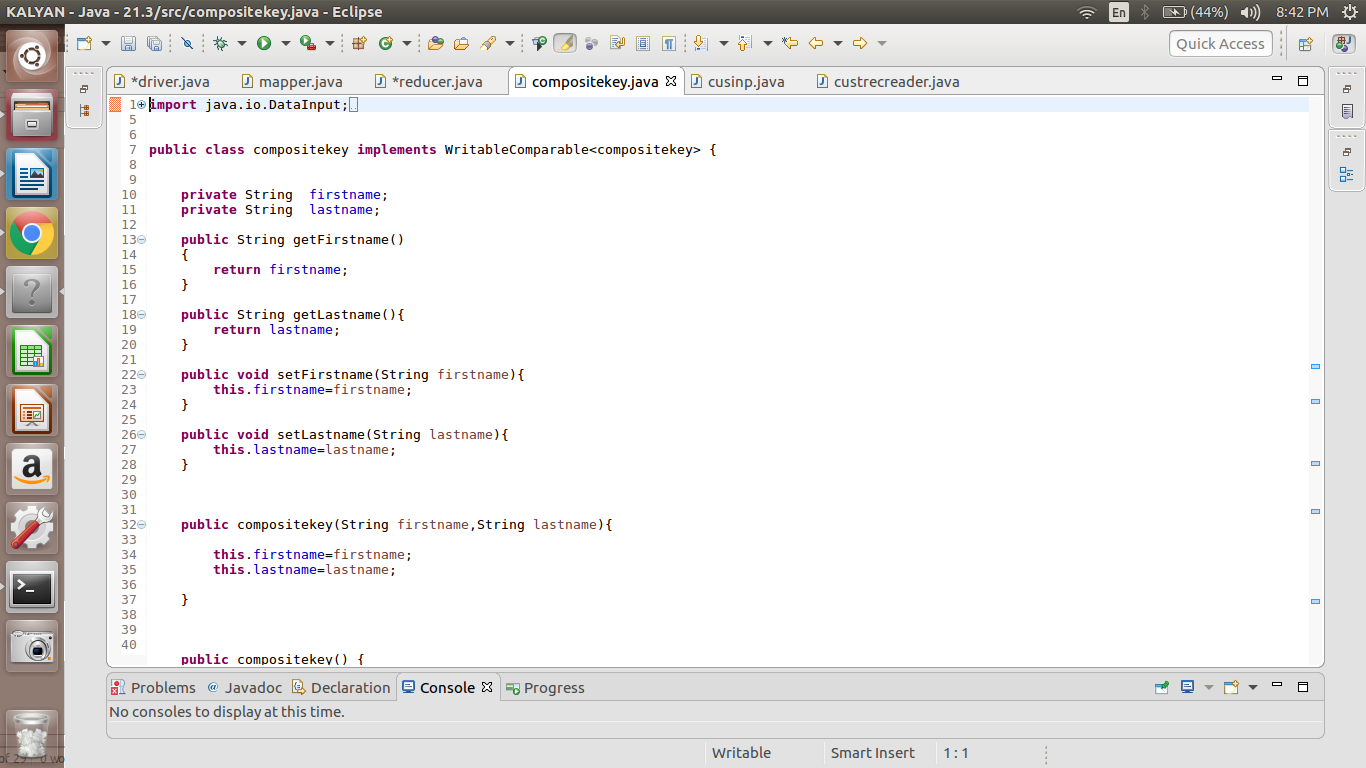 KALYAN - Java - 21.3/src/compositekey.java - Eclipse
En
(44%)
8:42 PM
Quick Access
*driver.java
mapper.java
*reducer.java
compositekey.java
cusinp.java
custrecreader.java
1 import java.io.DataInput;
5
6
7 public class compositekey implements WritableComparable<compositekey> {
8
9
10 private String  firstname;
11 private String  lastname;
12
13 public String getFirstname()
14 {
15 return firstname;
16 }
17
18 public String getLastname(){
19 return lastname;
20 }
21
22 public void setFirstname(String firstname){
23 this.firstname=firstname;
24 }
25
26 public void setLastname(String lastname){
27 this.lastname=lastname;
28 }
29
30
31
32 public compositekey(String firstname,String lastname){
33
34 this.firstname=firstname;
35 this.lastname=lastname;
36
37 }
38
39
40
public compositekey() {
Problems
@ Javadoc
Declaration
Console
Progress
No consoles to display at this time.
Writable
Smart Insert
1 : 1